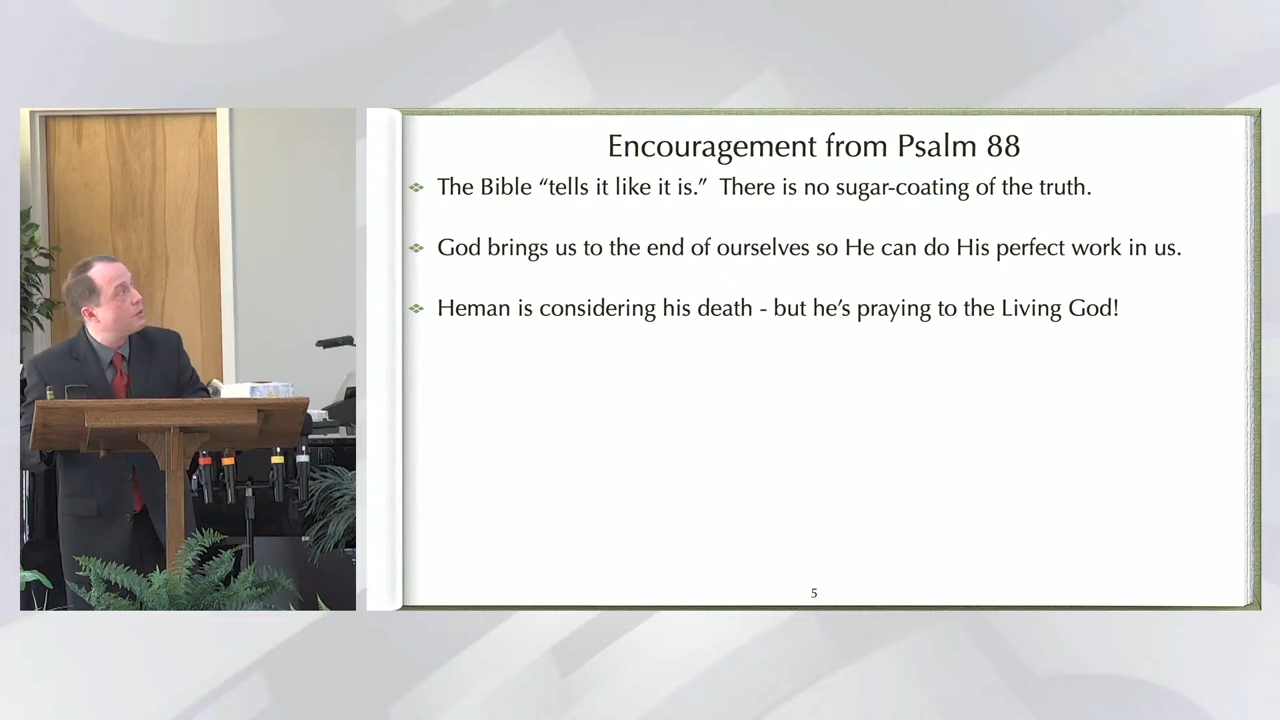 Encouragement from Psalm 88
The Bible “tells it like it is.”  There is no sugar-coating of the truth.
God brings us to the end of ourselves so He can do His perfect work in us.
Heman is considering his death - but he’s praying to the Living God!
5